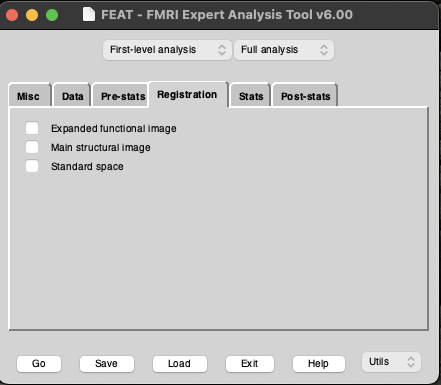 FEAT - FMRI Expert Analysis Tool v6.00
First-level analysis Full analysis
Misc Data Pre-stats Registration Stats Post-stats
Expanded functional image
Main structural image
Standard space
Go Save Load Exit Help Utils